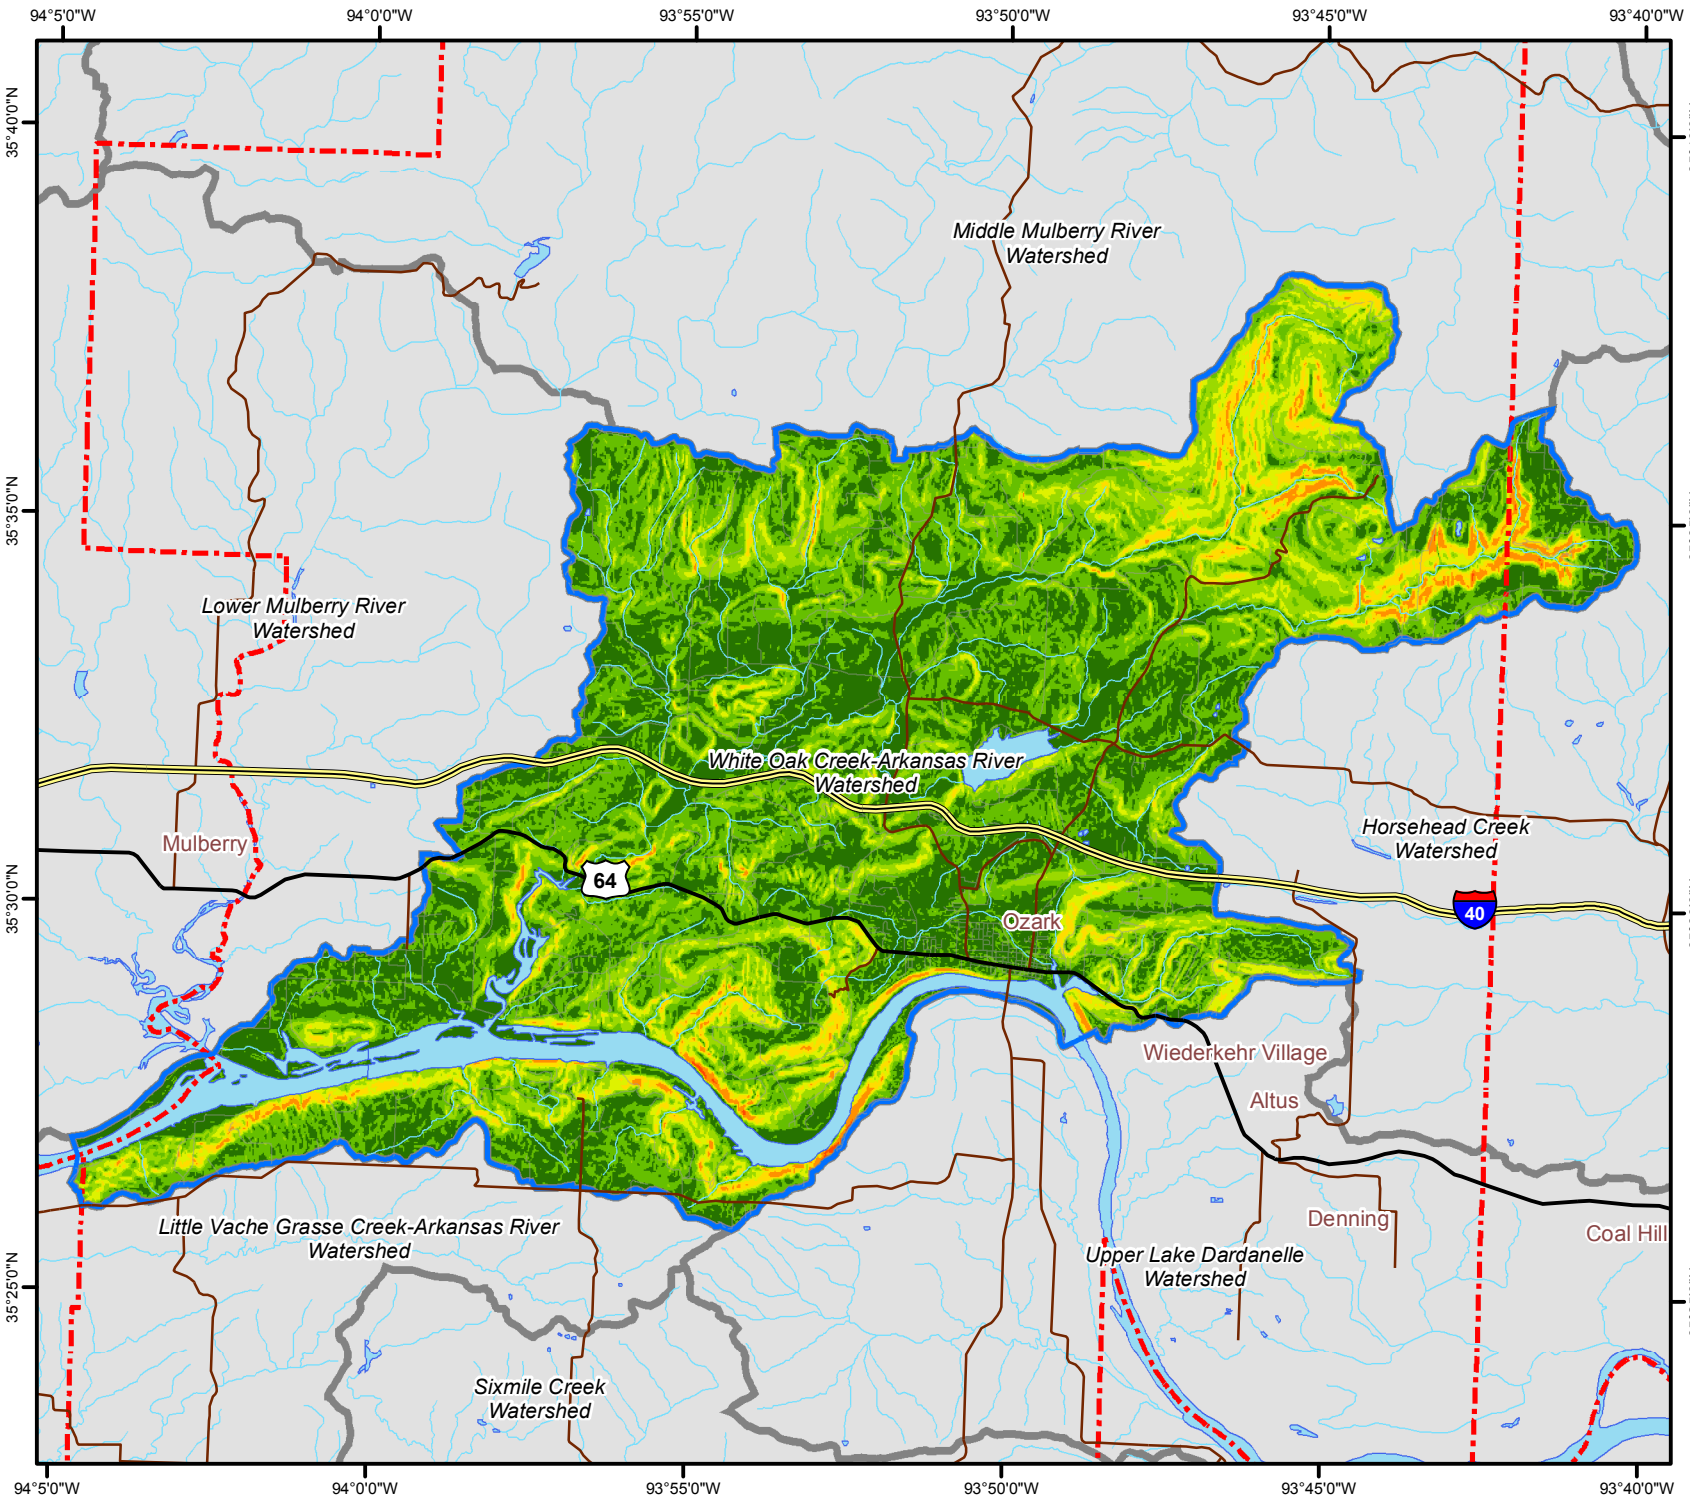 94°5'0"W
94°0'0"W
93°55'0"W
93°50'0"W
93°45'0"W
93°40'0"W
35°40'0"N
Middle Mulberry River
Watershed
35°35'0"N
Lower Mulberry River
Watershed
White Oak Creek-Arkansas River
Watershed
Mulberry
Horsehead Creek
Watershed
64
35°30'0"N
40
Ozark
Wiederkehr Village
Altus
Little Vache Grasse Creek-Arkansas River
Watershed
Denning
Coal Hill
Upper Lake Dardanelle
Watershed
35°25'0"N
Sixmile Creek
Watershed
94°5'0"W
94°0'0"W
93°55'0"W
93°50'0"W
93°45'0"W
93°40'0"W